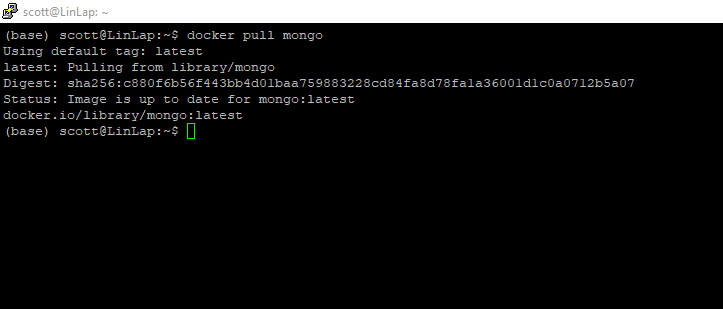 scott@LinLap: ~
(base) scott@LinLap:~$ docker pull mongo
Using default tag: latest
latest: Pulling from library/mongo
Digest: sha256:c880f6b56f443bb4d01baa759883228cd84fa8d78fa1a36001d1c0a0712b5a07
Status: Image is up to date for mongo:latest
docker.io/library/mongo:latest
(base) scott@LinLap:~$